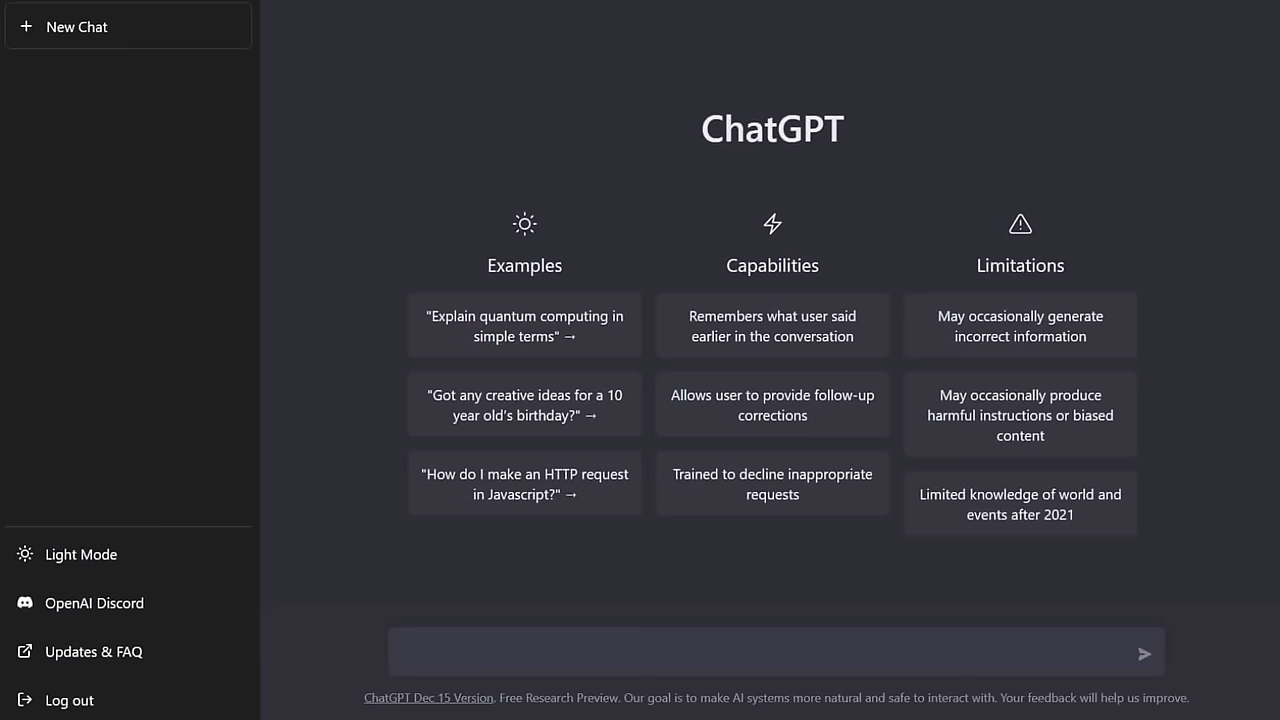 New Chat
ChatGPT
Examples
"Explain quantum computing in
simple terms" →
"Got any creative ideas for a 10
year old's birthday?" →
"How do I make an HTTP request
in Javascript?" →
Capabilities
Remembers what user said
earlier in the conversation
Allows user to provide follow-up
corrections
Trained to decline inappropriate
requests
Limitations
May occasionally generate
incorrect information
May occasionally produce
harmful instructions or biased
content
Limited knowledge of world and
events after 2021
Light Mode
OpenAI Discord
Updates & FAQ
Log out
ChatGPT Dec 15 Version. Free Research Preview. Our goal is to make AI systems more natural and safe to interact with. Your feedback will help us improve.